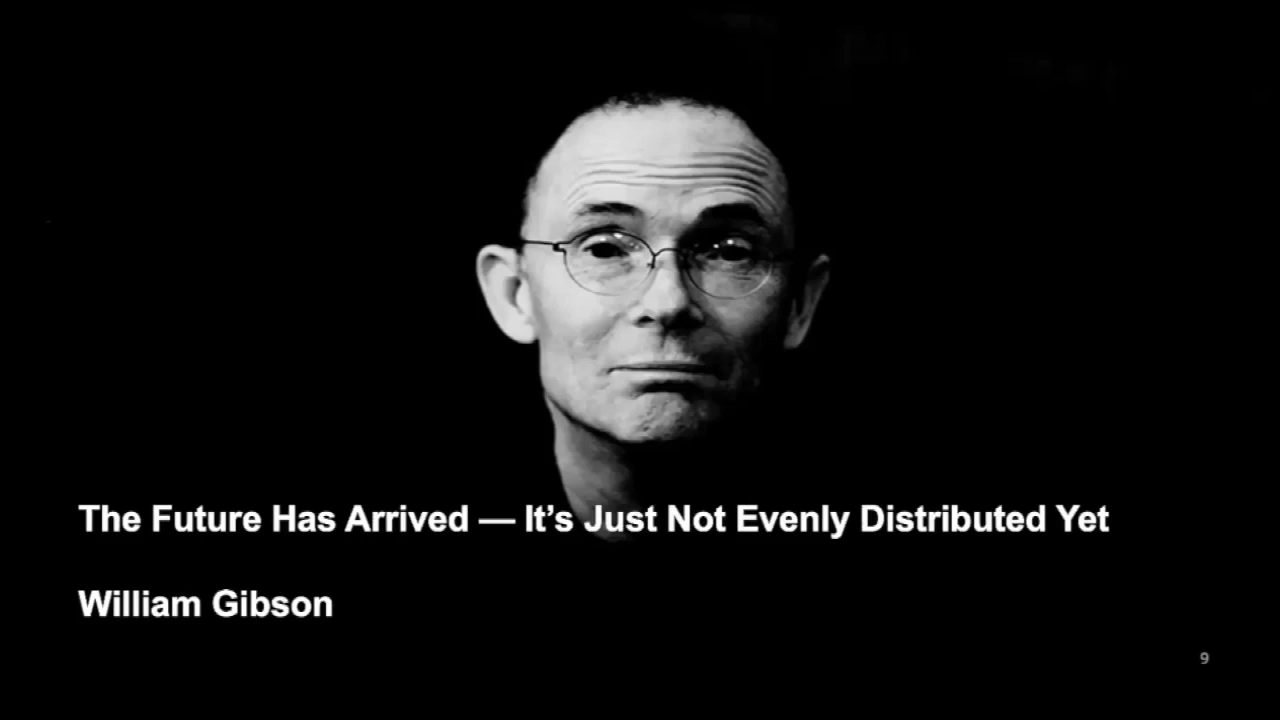 The Future Has Arrived — It’s Just Not Evenly Distributed Yet
William Gibson
9